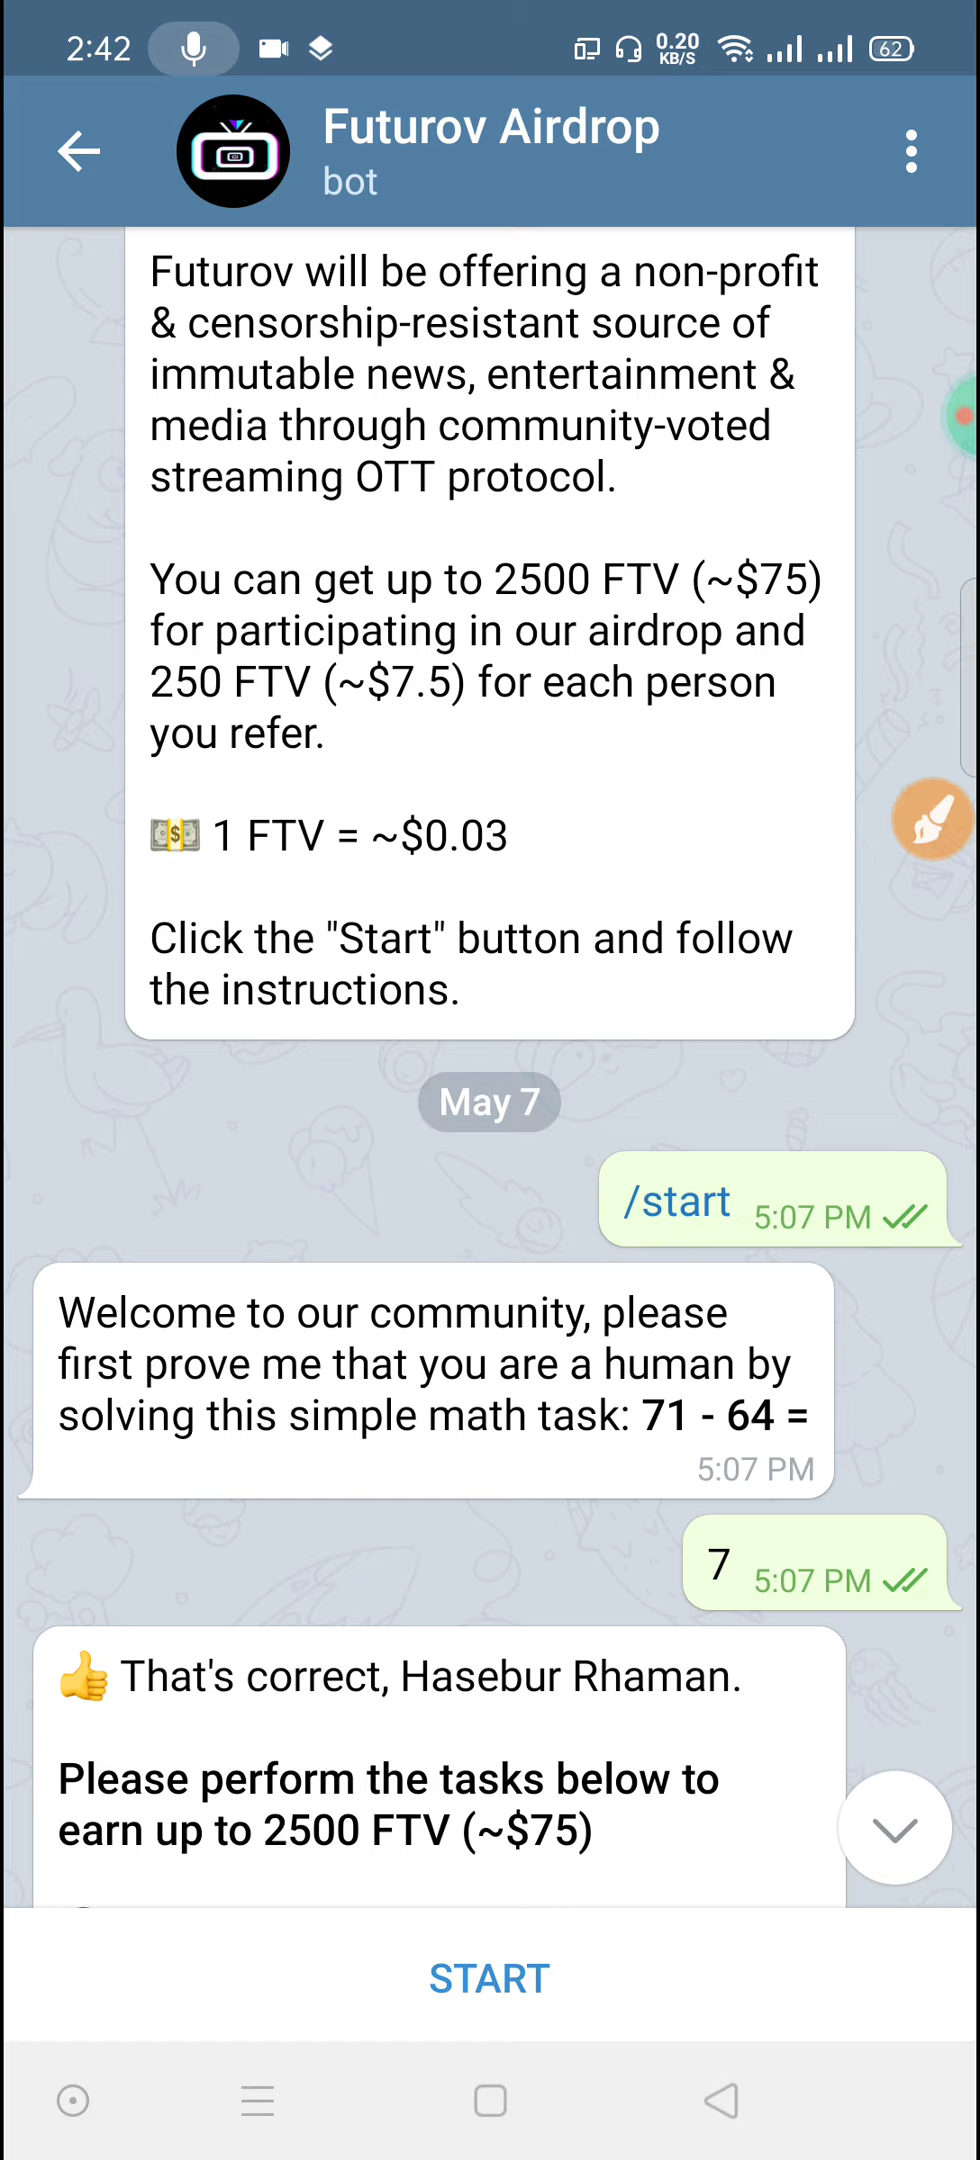 2:42
0.20
KB/S
62
Futurov Airdrop
bot
Futurov will be offering a non-profit
& censorship-resistant source of
immutable news, entertainment &
media through community-voted
streaming OTT protocol.
You can get up to 2500 FTV (~$75)
for participating in our airdrop and
250 FTV (~$7.5) for each person
you refer.
💵 1 FTV = ~$0.03
Click the "Start" button and follow
the instructions.
May 7
/start 5:07 PM
Welcome to our community, please
first prove me that you are a human by
solving this simple math task: 71 - 64 =
5:07 PM
7 5:07 PM
👍 That's correct, Hasebur Rhaman.
Please perform the tasks below to
earn up to 2500 FTV (~$75)
START